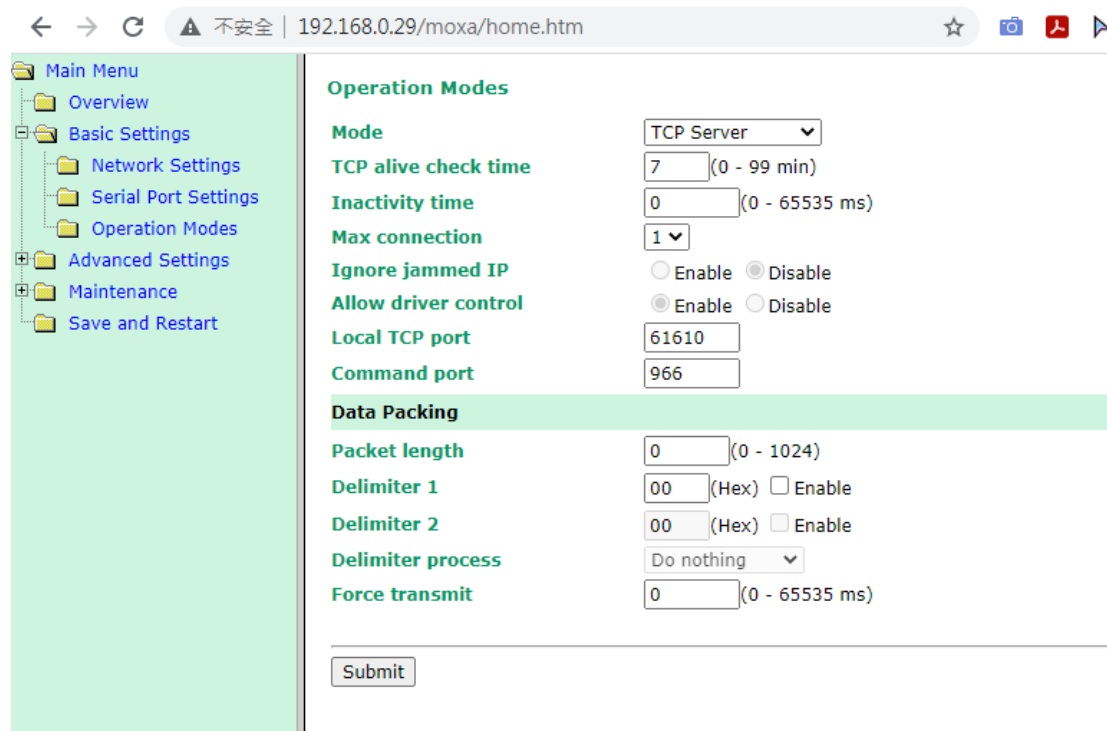 不安全 | 192.168.0.29/moxa/home.htm
Main Menu
Overview
Basic Settings
Network Settings
Serial Port Settings
Operation Modes
Advanced Settings
Maintenance
Save and Restart
Operation Modes
Mode TCP Server
TCP alive check time 7 (0 - 99 min)
Inactivity time 0 (0 - 65535 ms)
Max connection 1
Ignore jammed IP Enable Disable
Allow driver control Enable Disable
Local TCP port 61610
Command port 966
Data Packing
Packet length 0 (0 - 1024)
Delimiter 1 00 (Hex) Enable
Delimiter 2 00 (Hex) Enable
Delimiter process Do nothing
Force transmit 0 (0 - 65535 ms)
Submit